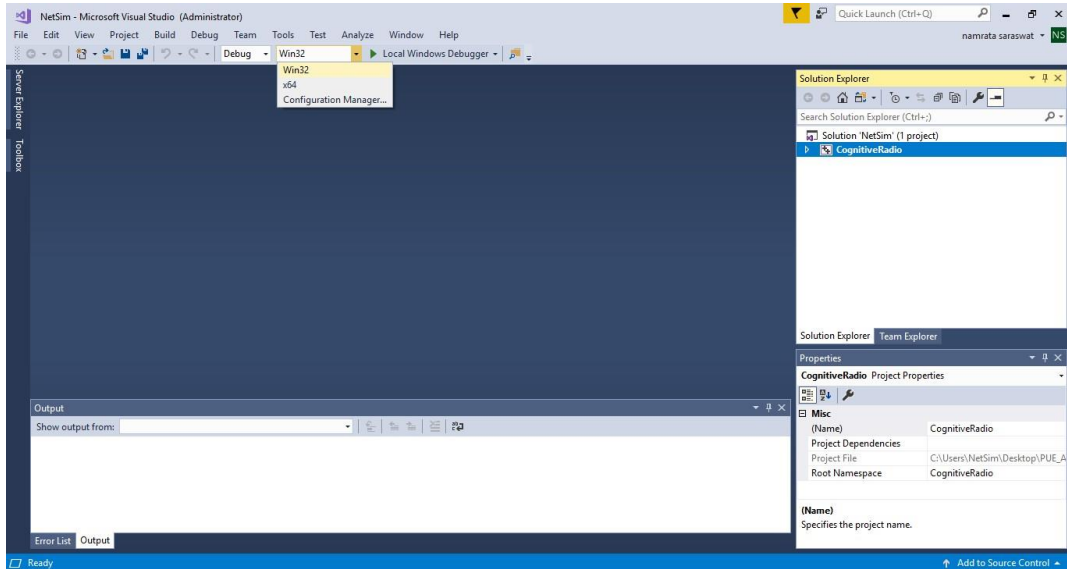 NetSim - Microsoft Visual Studio (Administrator)
Quick Launch (Ctrl+Q)
File Edit View Project Build Debug Team Tools Test Analyze Window Help
namrata saraswat
NS
Debug
Win32
Local Windows Debugger
Win32
x64
Configuration Manager...
Server Explorer
Toolbox
Solution Explorer
Search Solution Explorer (Ctrl+;)
Solution 'NetSim' (1 project)
CognitiveRadio
Solution Explorer Team Explorer
Properties
CognitiveRadio Project Properties
Misc
(Name) CognitiveRadio
Project Dependencies
Project File C:\Users\NetSim\Desktop\PUE_A
Root Namespace CognitiveRadio
(Name)
Specifies the project name.
Output
Show output from:
Error List Output
Ready
Add to Source Control